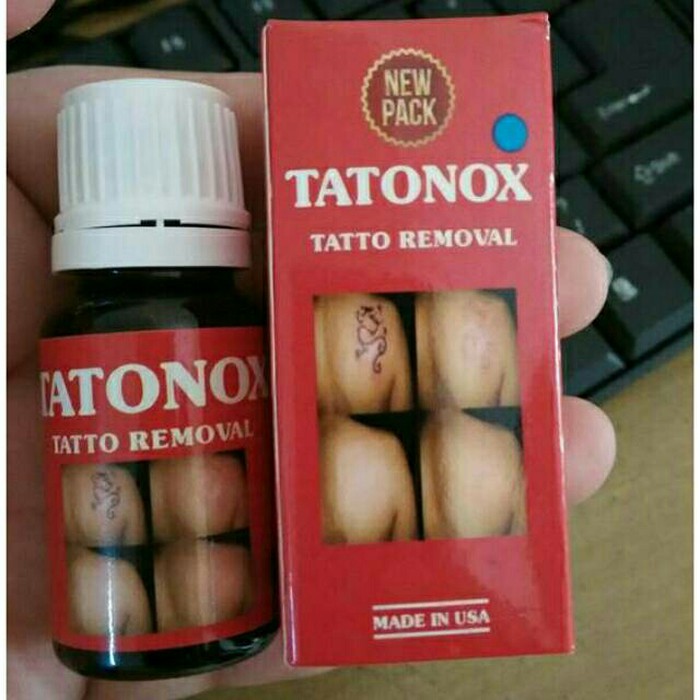 TATONOX
TATTO REMOVAL
NEW
PACK
TATONOX
TATTO REMOVAL
MADE IN USA